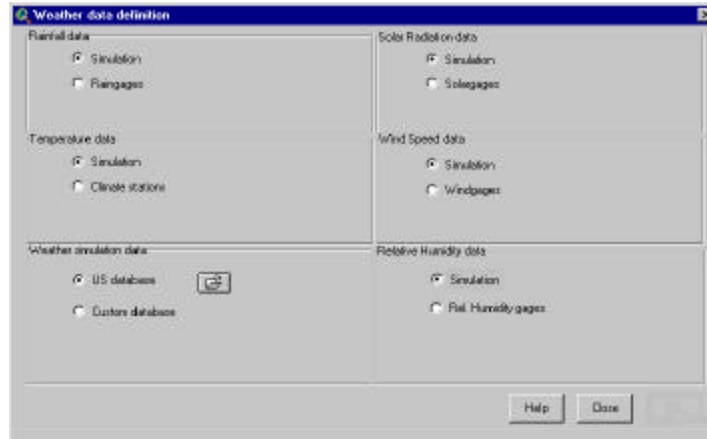 Weather data definition
Rainfall data
Simulation
Raingages
Solar Radiation data
Simulation
Solargages
Temperature data
Simulation
Climate stations
Wind Speed data
Simulation
Windgages
Weather simulation data
US database
Custom database
Relative Humidity data
Simulation
Rel. Humidity gages
Help
Close